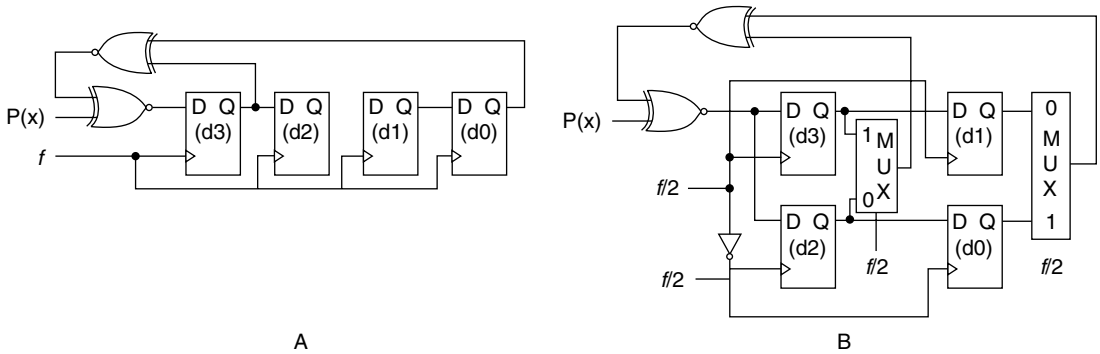 P(x)
f
D Q
(d3)
D Q
(d2)
D Q
(d1)
D Q
(d0)
A
P(x)
D Q
(d3)
D Q
(d1)
1 M
U
X
0
0
M
U
X
1
f/2
D Q
(d2)
D Q
(d0)
f/2
f/2
f/2
B